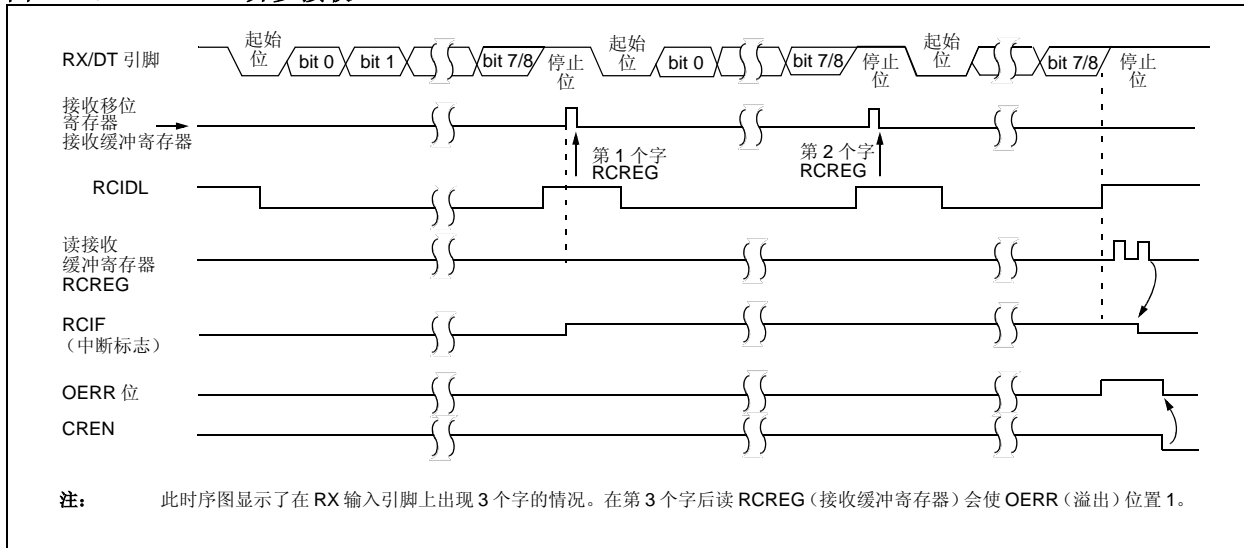 RX/DT 引脚
起始
位
bit 0
bit 1
bit 7/8
停止
位
起始
位
bit 0
bit 7/8
停止
位
起始
位
bit 7/8
停止
位
接收移位
寄存器
接收缓冲寄存器
第 1 个字
RCREG
第 2 个字
RCREG
RCIDL
读接收
缓冲寄存器
RCREG
RCIF
（中断标志）
OERR 位
CREN
注： 此时序图显示了在 RX 输入引脚上出现 3 个字的情况。在第 3 个字后读 RCREG（接收缓冲寄存器）会使 OERR（溢出）位置 1。